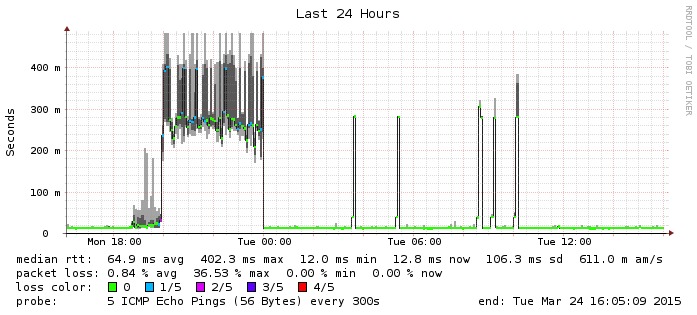 Last 24 Hours
RRDTOOL / TOBI OETIKER
Seconds
400 m
300 m
200 m
100 m
0
Mon 18:00 Tue 00:00 Tue 06:00 Tue 12:00
median rtt: 64.9 ms avg 402.3 ms max 12.0 ms min 12.8 ms now 106.3 ms sd 611.0 m am/s
packet loss: 0.84 % avg 36.53 % max 0.00 % min 0.00 % now
loss color: 0 1/5 2/5 3/5 4/5
probe: 5 ICMP Echo Pings (56 Bytes) every 300s end: Tue Mar 24 16:05:09 2015